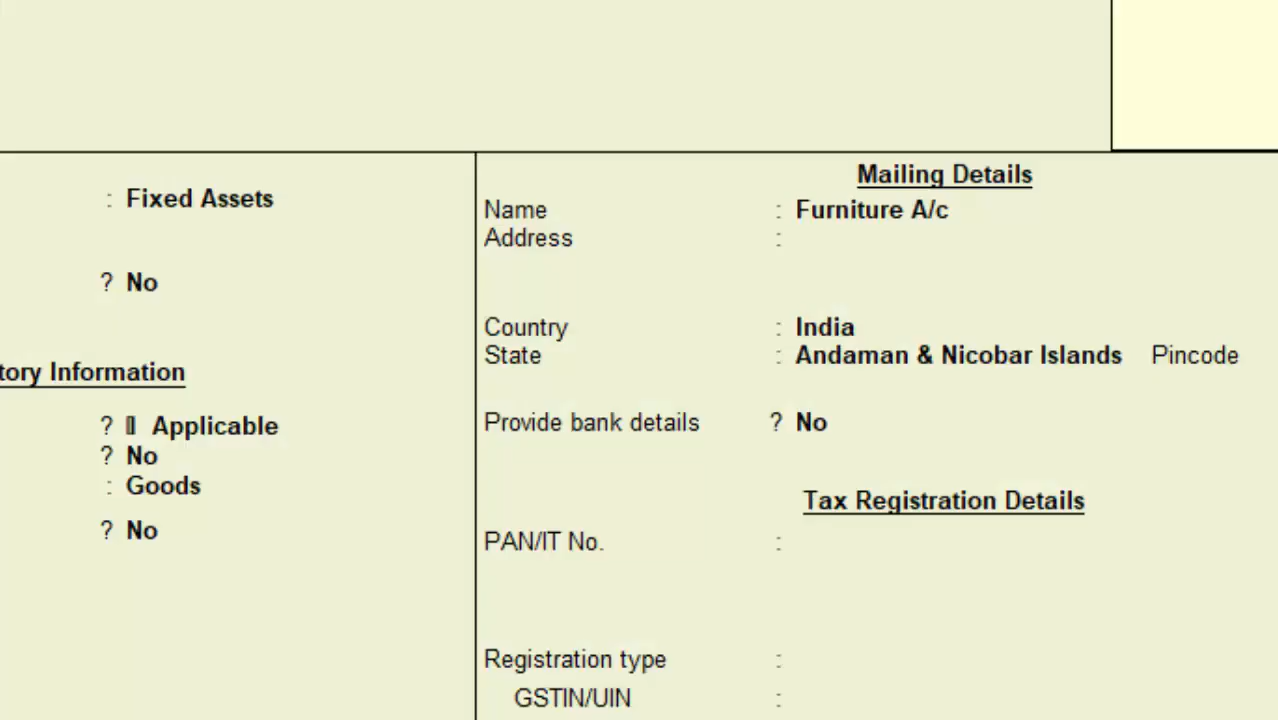 : Fixed Assets
? No
tory Information
? Applicable
? No
: Goods
? No
Mailing Details
Name : Furniture A/c
Address :
Country : India
State : Andaman & Nicobar Islands Pincode
Provide bank details ? No
Tax Registration Details
PAN/IT No. :
Registration type :
GSTIN/UIN :